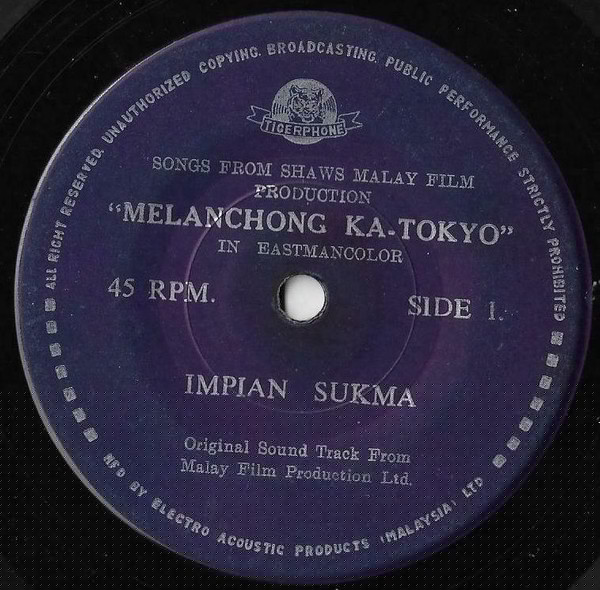 ALL RIGHT RESERVED. UNAUTHORIZED COPYING. BROADCASTING. PUBLIC PERFORMANCE STRICTLY PROHIBITED
TIGERPHONE
SONGS FROM SHAWS MALAY FILM
PRODUCTION
"MELANCHONG KA-TOKYO"
IN EASTMANCOLOR
45 RPM.
SIDE 1.
IMPIAN SUKMA
Original Sound Track From
Malay Film Production Ltd.
MFD BY ELECTRO ACOUSTIC PRODUCTS (MALAYSIA) LTD